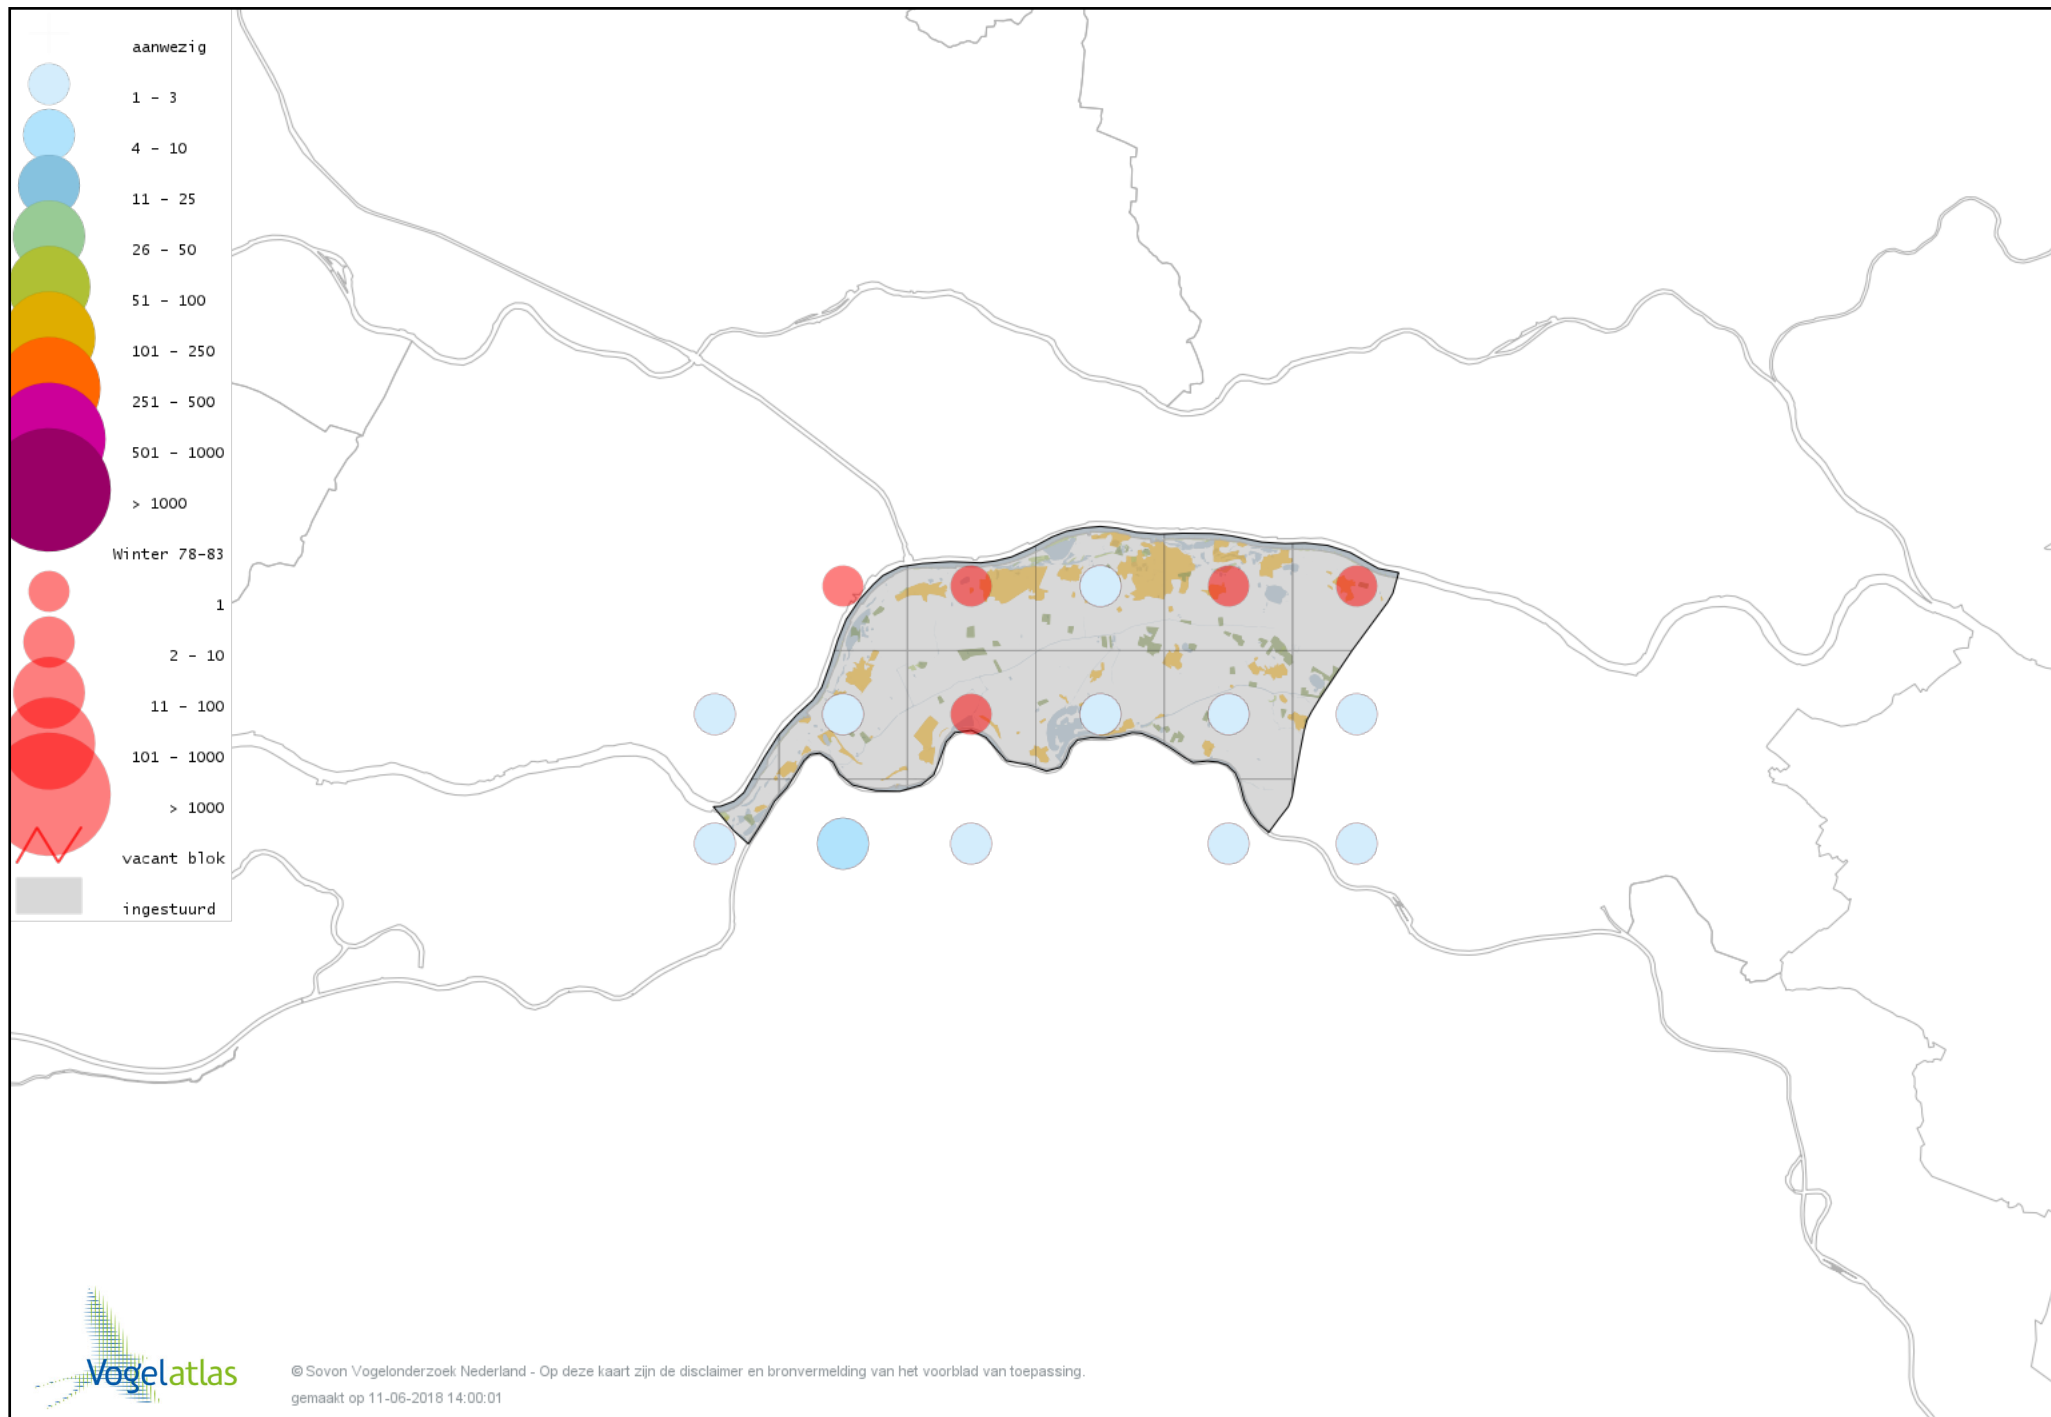 aanwezig
1 - 3
4 - 10
11 - 25
26 - 50
51 - 100
101 - 250
251 - 500
501 - 1000
> 1000
Winter 78-83
1
2 - 10
11 - 100
101 - 1000
> 1000
vacant blok
ingestuurd
Vogelatlas
© Sovon Vogelonderzoek Nederland - Op deze kaart zijn de disclaimer en bronvermelding van het voorblad van toepassing.
gemaakt op 11-06-2018 14:00:01